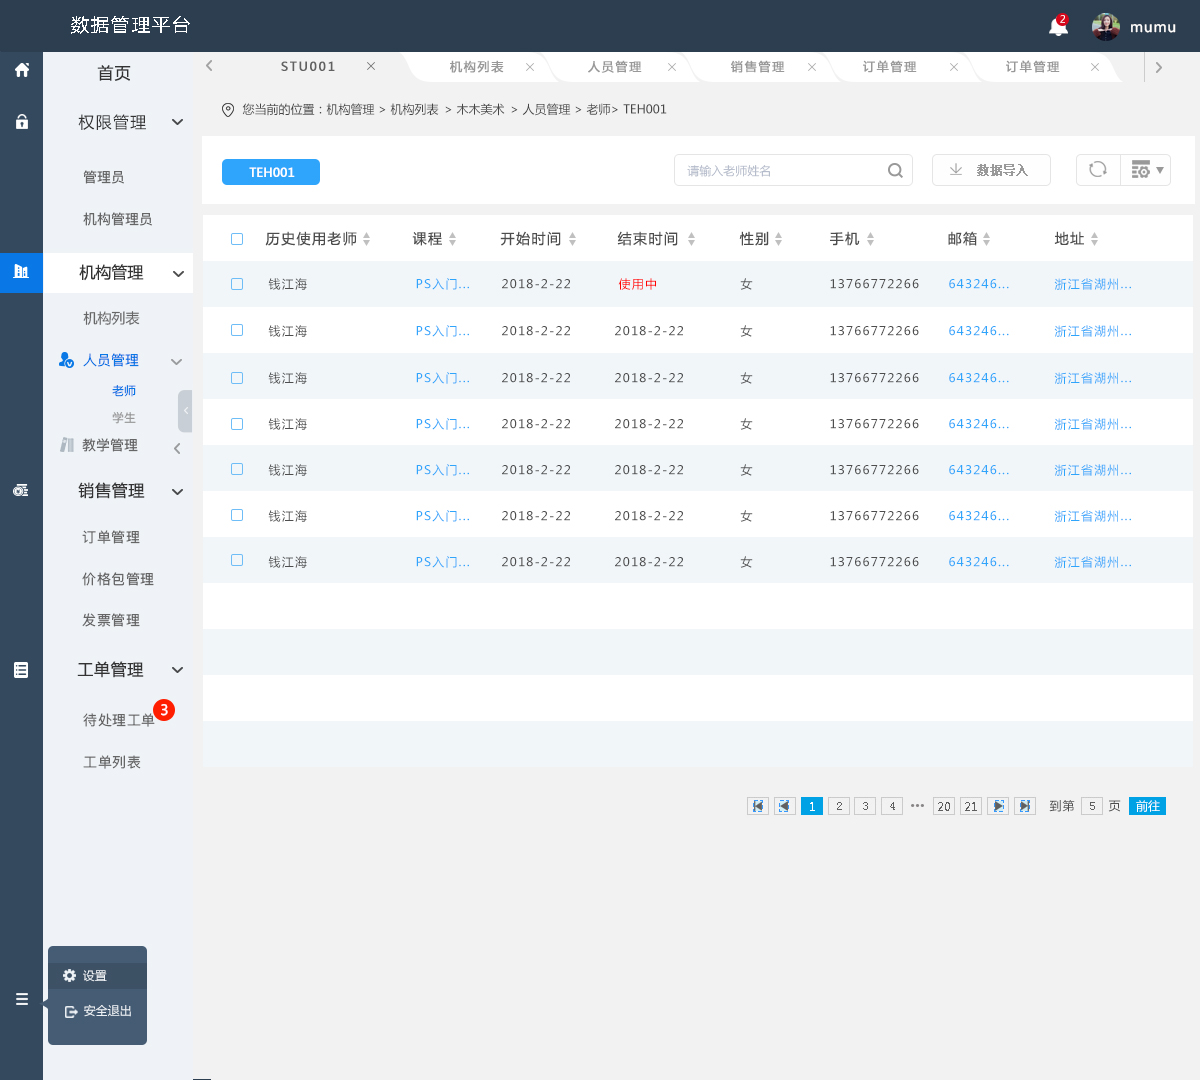 数据管理平台
2
mumu
首页
STU001
机构列表
人员管理
销售管理
订单管理
订单管理
您当前的位置：机构管理 > 机构列表 > 木木美术 > 人员管理 > 老师> TEH001
权限管理
管理员
机构管理员
机构管理
机构列表
人员管理
老师
学生
教学管理
销售管理
订单管理
价格包管理
发票管理
工单管理
待处理工单
3
工单列表
设置
安全退出
TEH001
请输入老师姓名
数据导入
历史使用老师 课程 开始时间 结束时间 性别 手机 邮箱 地址
钱江海 PS入门... 2018-2-22 使用中 女 13766772266 643246... 浙江省湖州...
钱江海 PS入门... 2018-2-22 2018-2-22 女 13766772266 643246... 浙江省湖州...
钱江海 PS入门... 2018-2-22 2018-2-22 女 13766772266 643246... 浙江省湖州...
钱江海 PS入门... 2018-2-22 2018-2-22 女 13766772266 643246... 浙江省湖州...
钱江海 PS入门... 2018-2-22 2018-2-22 女 13766772266 643246... 浙江省湖州...
钱江海 PS入门... 2018-2-22 2018-2-22 女 13766772266 643246... 浙江省湖州...
钱江海 PS入门... 2018-2-22 2018-2-22 女 13766772266 643246... 浙江省湖州...
1 2 3 4 ••• 20 21 到第 5 页 前往